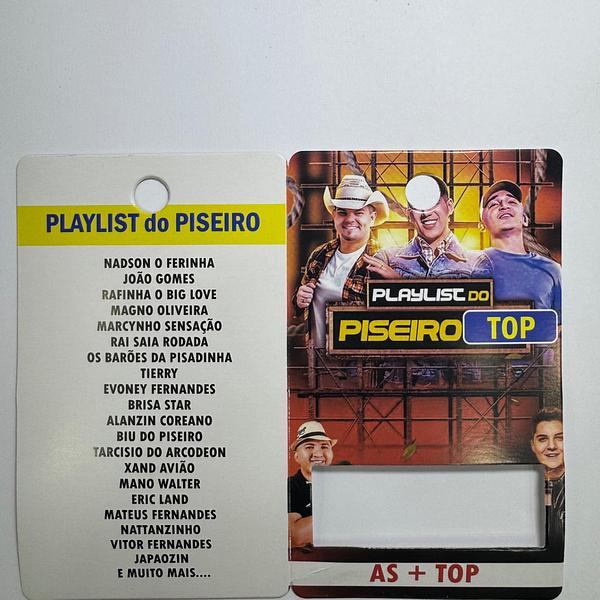 PLAYLIST do PISEIRO
NADSON O FERINHA
JOÃO GOMES
RAFINHA O BIG LOVE
MAGNO OLIVEIRA
MARCYNHO SENSAÇÃO
RAI SAIA RODADA
OS BARÕES DA PISADINHA
TIERRY
EVONEY FERNANDES
BRISA STAR
ALANZIN COREANO
BIU DO PISEIRO
TARCISIO DO ARCODEON
XAND AVIÃO
MANO WALTER
ERIC LAND
MATEUS FERNANDES
NATTANZINHO
VITOR FERNANDES
JAPAOZIN
E MUITO MAIS....
PLAYLIST DO
PISEIRO TOP
AS + TOP